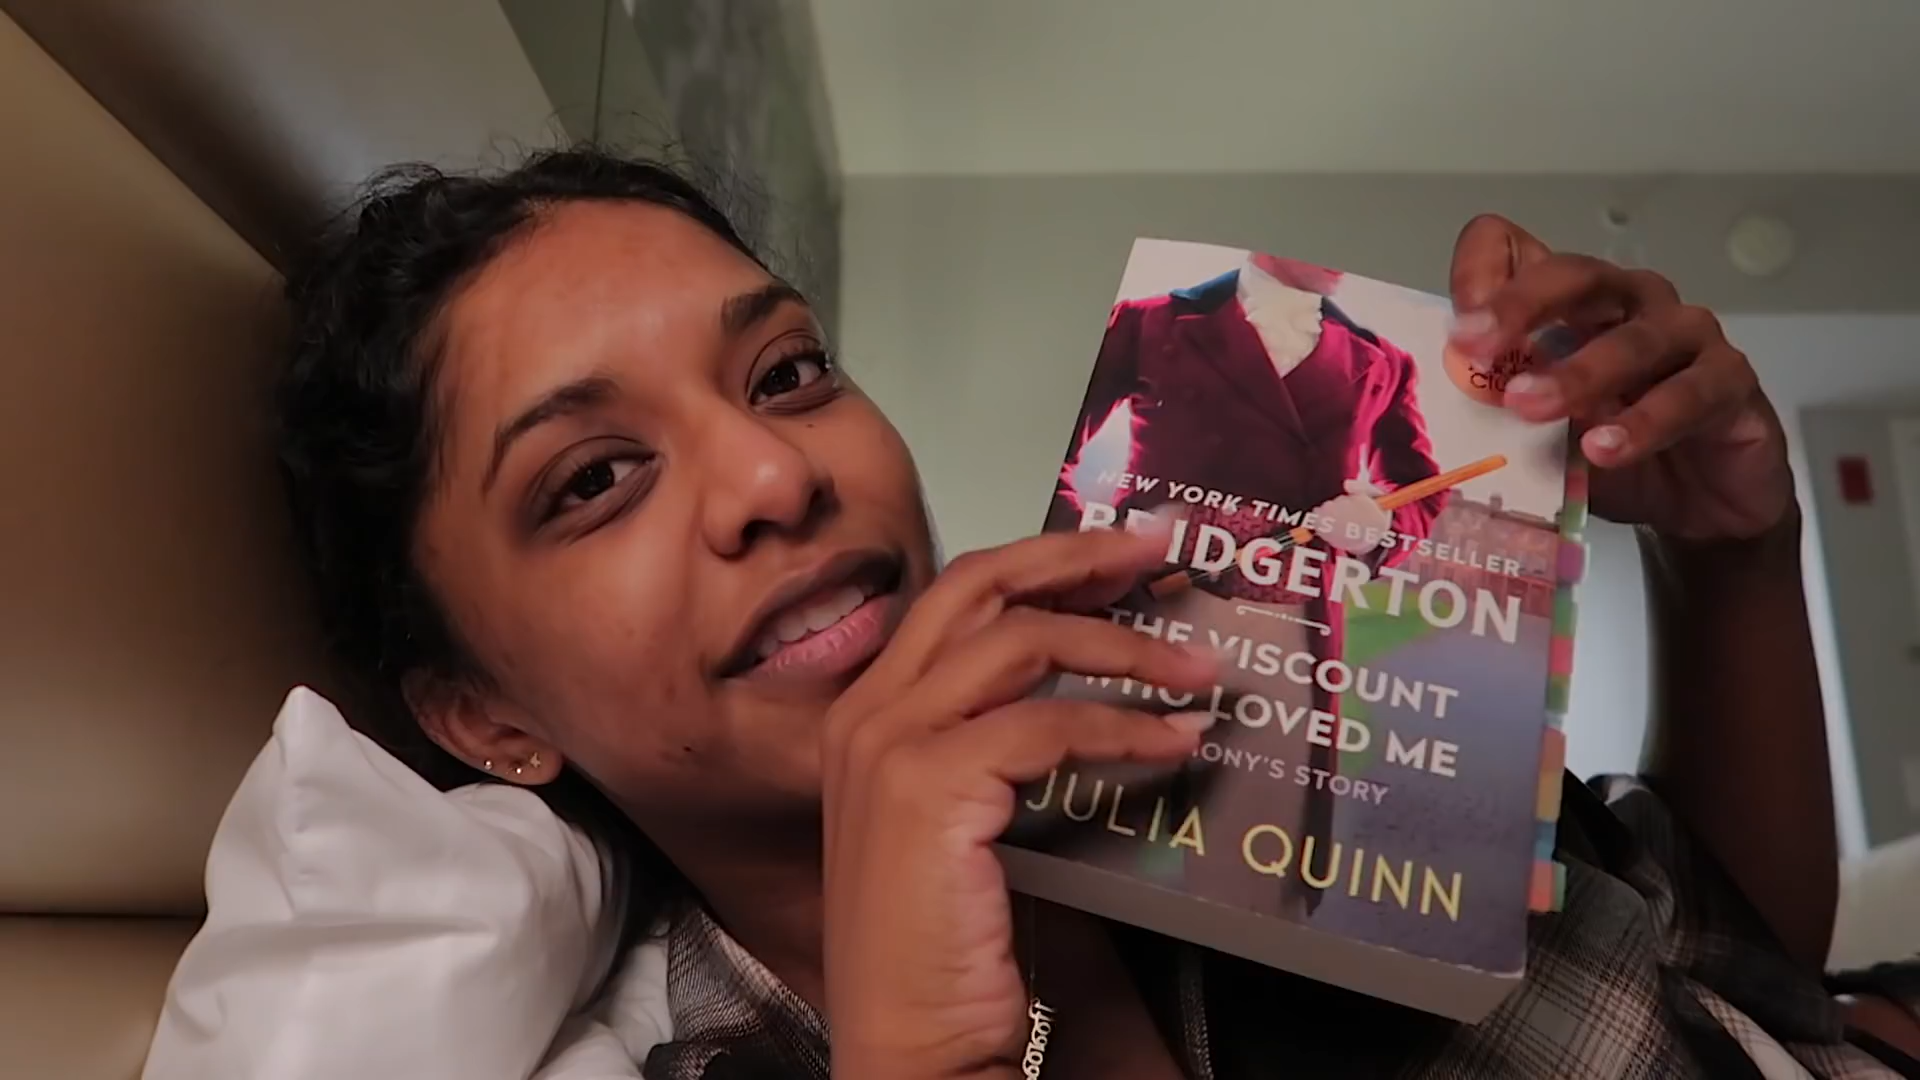 NEW YORK TIMES BESTSELLER
BRIDGERTON
THE VISCOUNT
WHO LOVED ME
STORY
JULIA QUINN